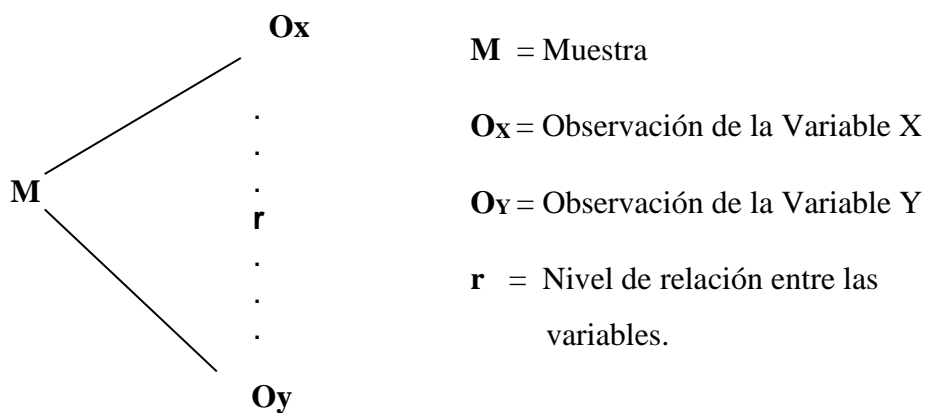 Ox
M = Muestra
.
Ox = Observación de la Variable X
.
.
M
OY = Observación de la Variable Y
r
.
r = Nivel de relación entre las
.
variables.
.
Oy